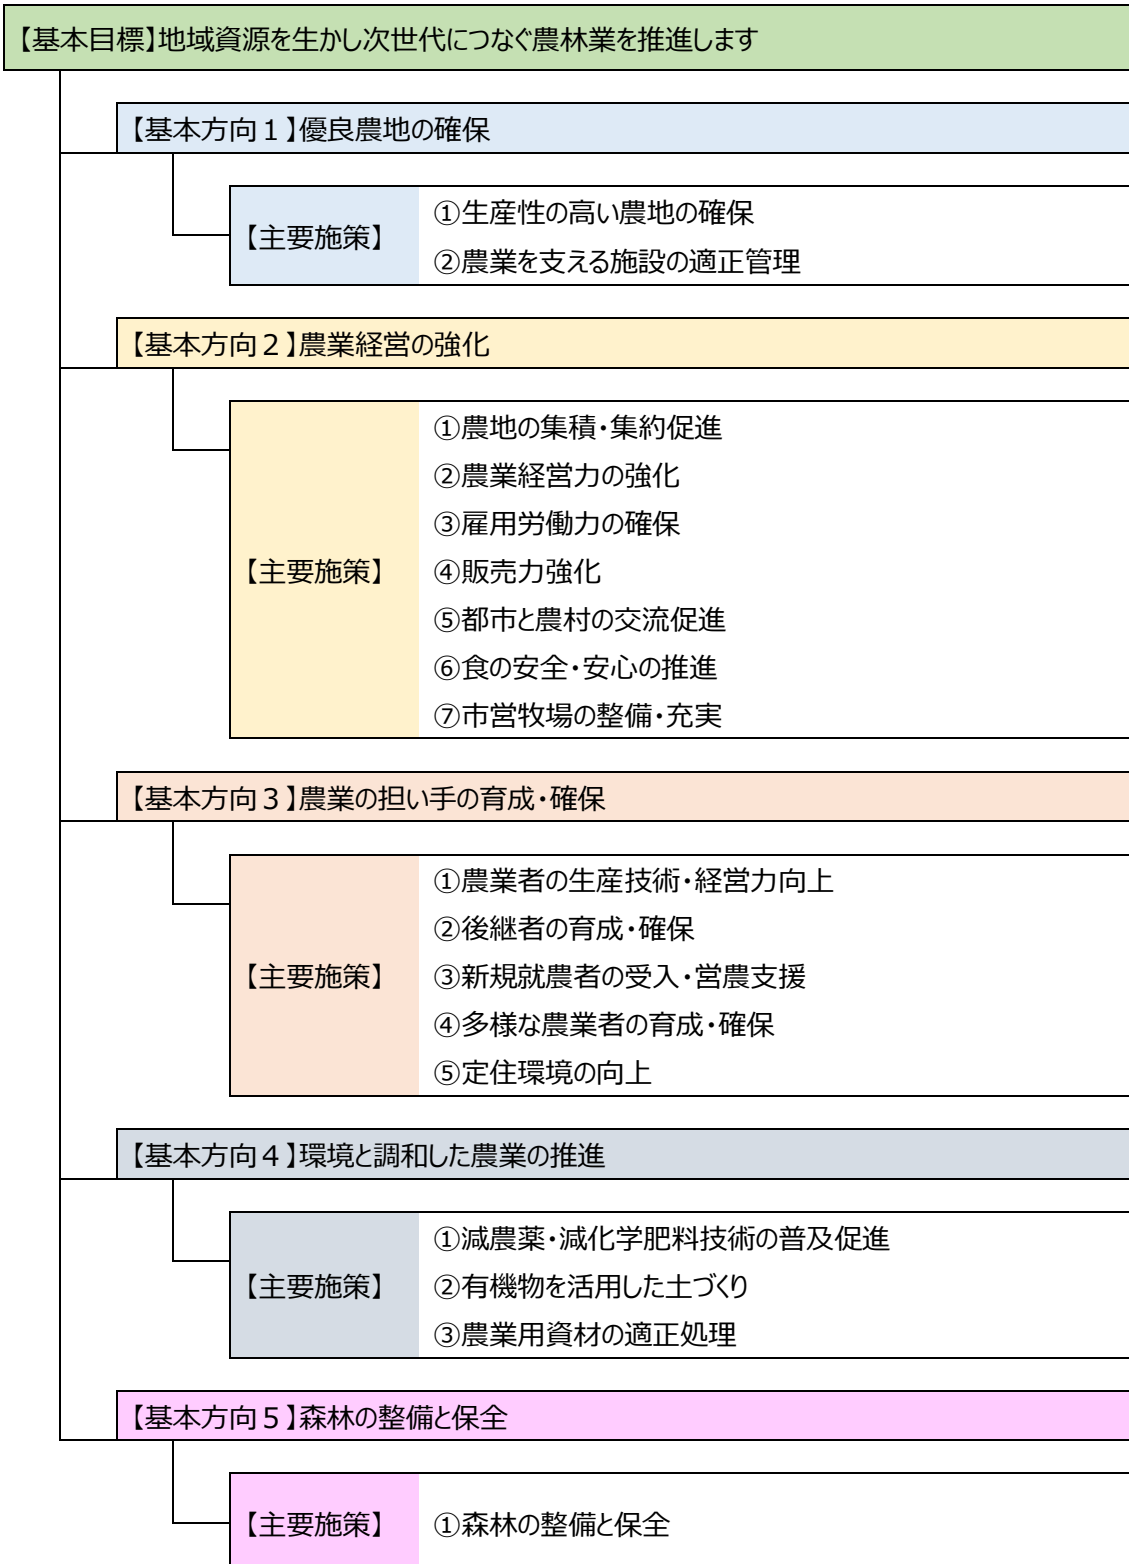 【基本目標】地域資源を生かし次世代につなぐ農林業を推進します
【基本方向１】優良農地の確保
【主要施策】
①生産性の高い農地の確保
②農業を支える施設の適正管理
【基本方向２】農業経営の強化
【主要施策】
①農地の集積・集約促進
②農業経営力の強化
③雇用労働力の確保
④販売力強化
⑤都市と農村の交流促進
⑥食の安全・安心の推進
⑦市営牧場の整備・充実
【基本方向３】農業の担い手の育成・確保
【主要施策】
①農業者の生産技術・経営力向上
②後継者の育成・確保
③新規就農者の受入・営農支援
④多様な農業者の育成・確保
⑤定住環境の向上
【基本方向４】環境と調和した農業の推進
【主要施策】
①減農薬・減化学肥料技術の普及促進
②有機物を活用した土づくり
③農業用資材の適正処理
【基本方向５】森林の整備と保全
【主要施策】
①森林の整備と保全